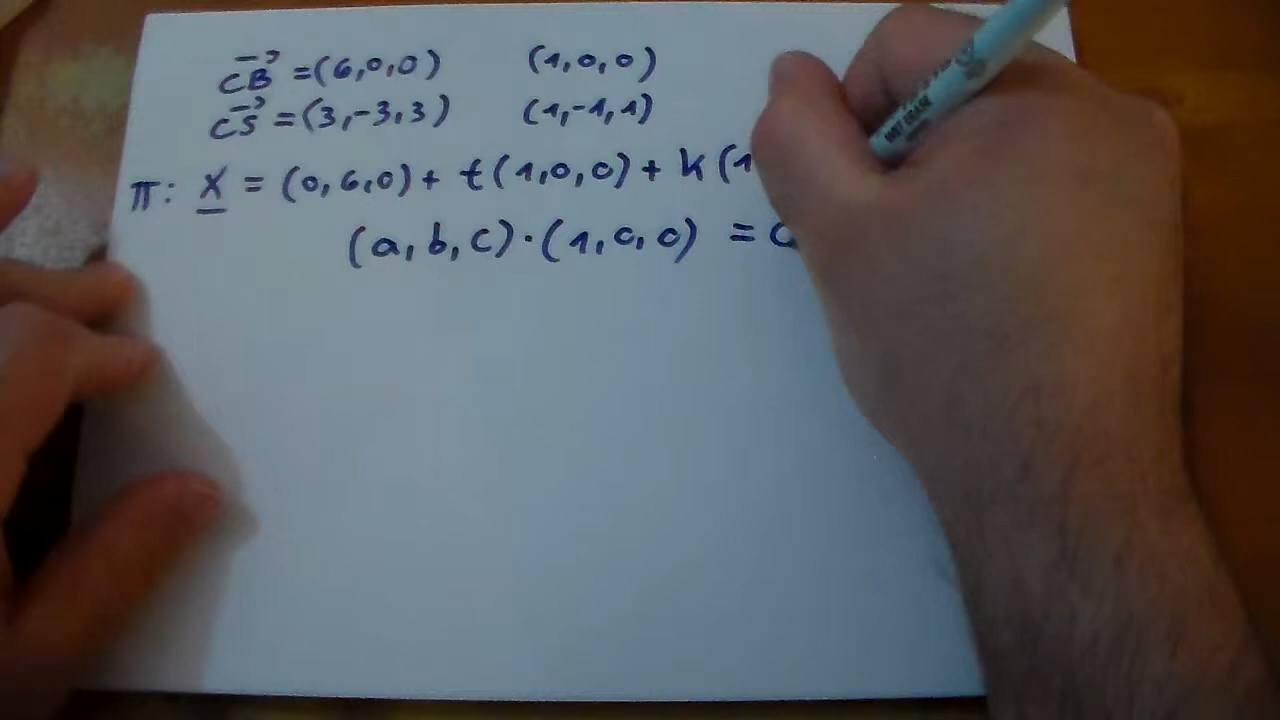 CB = (6,0,0) (1,0,0)
CS = (3,-3,3) (1,-1,1)
π: X = (0,6,0) + t(1,0,0) + k(1
(a,b,c)·(1,0,0) = 0